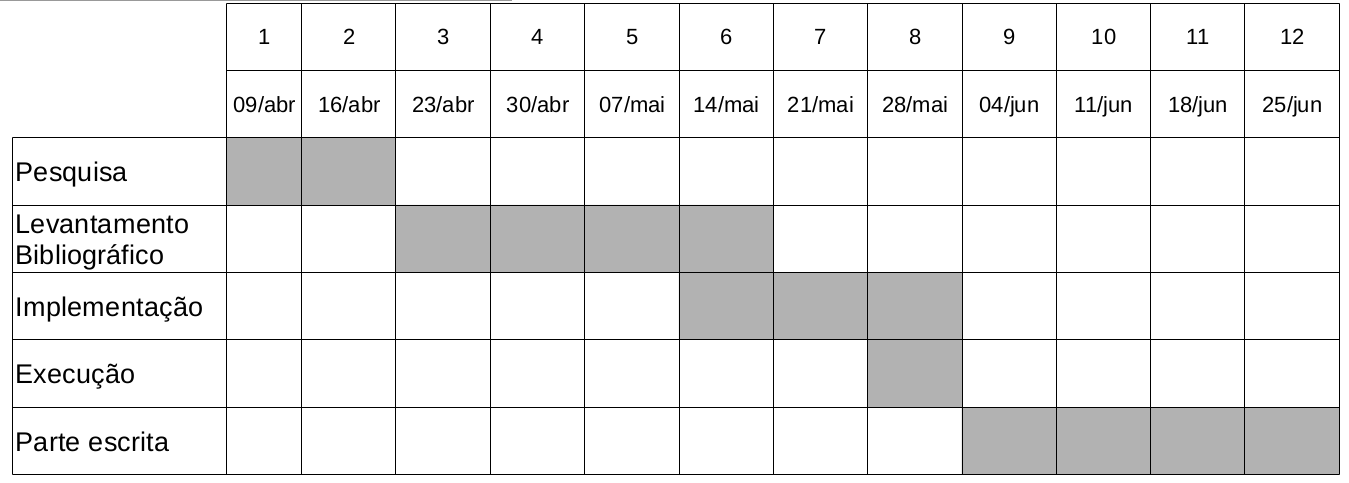 1 2 3 4 5 6 7 8 9 10 11 12
09/abr 16/abr 23/abr 30/abr 07/mai 14/mai 21/mai 28/mai 04/jun 11/jun 18/jun 25/jun
Pesquisa
Levantamento
Bibliográfico
Implementação
Execução
Parte escrita